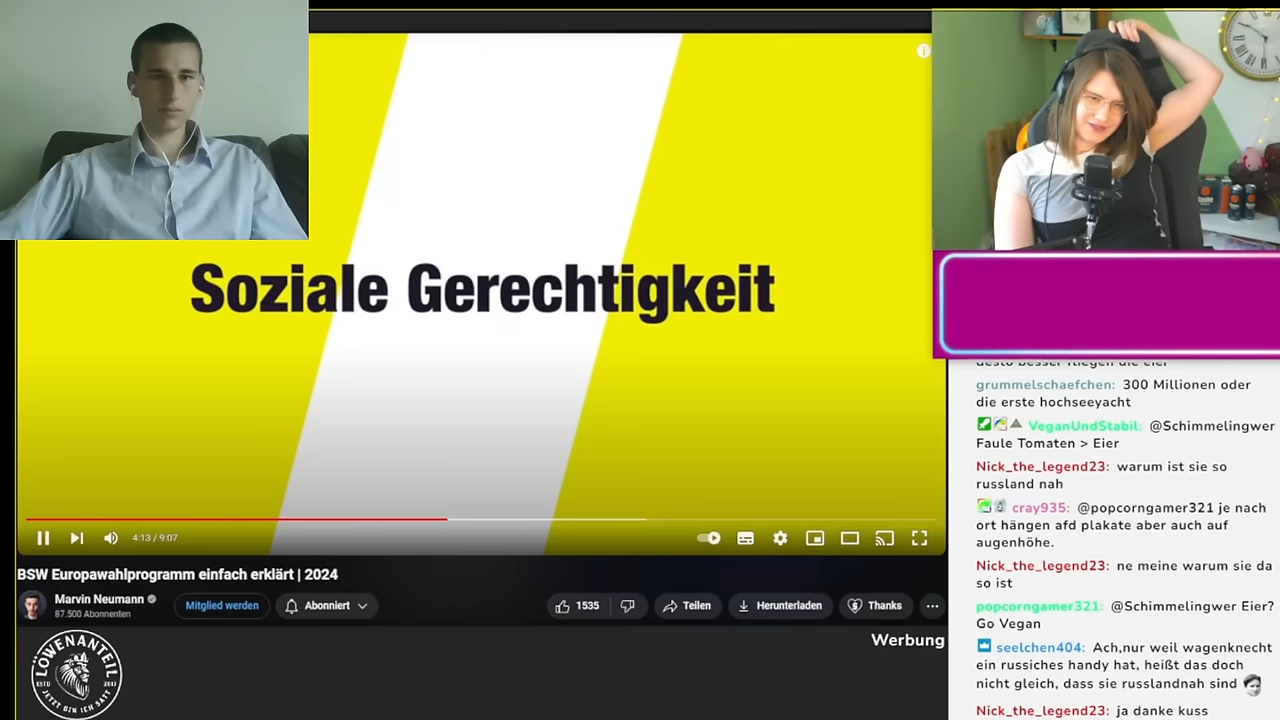 Soziale Gerechtigkeit
4:13 / 9:07
BSW Europawahlprogramm einfach erklärt | 2024
Marvin Neumann
87.500 Abonnenten
Mitglied werden
Abonniert
1535
Teilen
Herunterladen
Thanks
Werbung
LÖWENANTEIL
JETZT BIN ICH SATT
desto besser fliegen die eier
grummelschaefchen: 300 Millionen oder
die erste hochseeyacht
VeganUndStabil: @Schimmelingwer
Faule Tomaten > Eier
Nick_the_legend23: warum ist sie so
russland nah
cray935: @popcorngamer321 je nach
ort hängen afd plakate aber auch auf
augenhöhe.
Nick_the_legend23: ne meine warum sie da
so ist
popcorngamer321: @Schimmelingwer Eier?
Go Vegan
seelchen404: Ach,nur weil wagenknecht
ein russiches handy hat, heißt das doch
nicht gleich, dass sie russlandnah sind
Nick_the_legend23: ja danke kuss